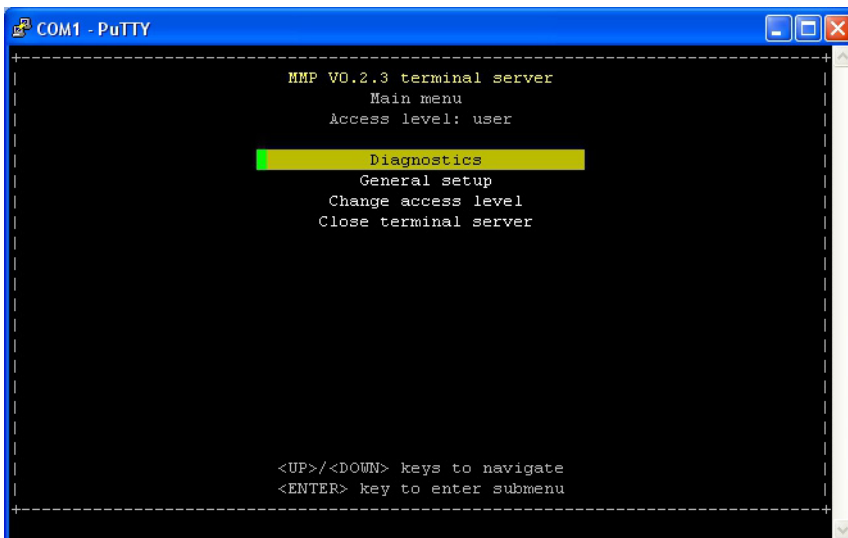 COM1 - PuTTY
MMP V0.2.3 terminal server
Main menu
Access level: user
Diagnostics
General setup
Change access level
Close terminal server
<UP>/<DOWN> keys to navigate
<ENTER> key to enter submenu